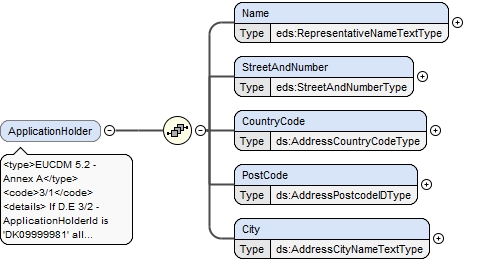 Name
Type eds:RepresentativeNameTextType
StreetAndNumber
Type eds:StreetAndNumberType
ApplicationHolder
CountryCode
Type ds:AddressCountryCodeType
<type>EUCDM 5.2 -
Annex A</type>
<code>3/1</code>
<details> If D.E 3/2 -
ApplicationHolderId is
'DK09999981' all...
PostCode
Type ds:AddressPostcodeIDType
City
Type ds:AddressCityNameTextType